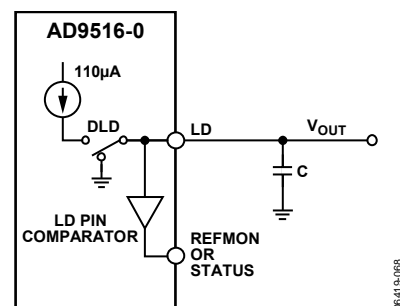 AD9516-0
110µA
DLD
LD
VOUT
C
LD PIN
COMPARATOR
REFMON
OR
STATUS
06419-068